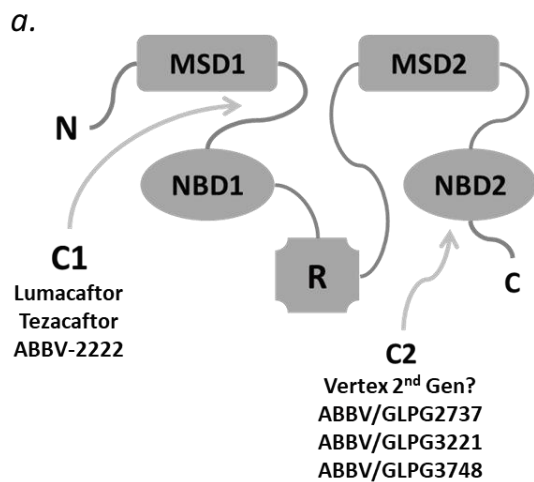 a.
MSD1
MSD2
N
NBD1
NBD2
R
C
C1
Lumacaftor
Tezacaftor
ABBV-2222
C2
Vertex 2nd Gen?
ABBV/GLPG2737
ABBV/GLPG3221
ABBV/GLPG3748